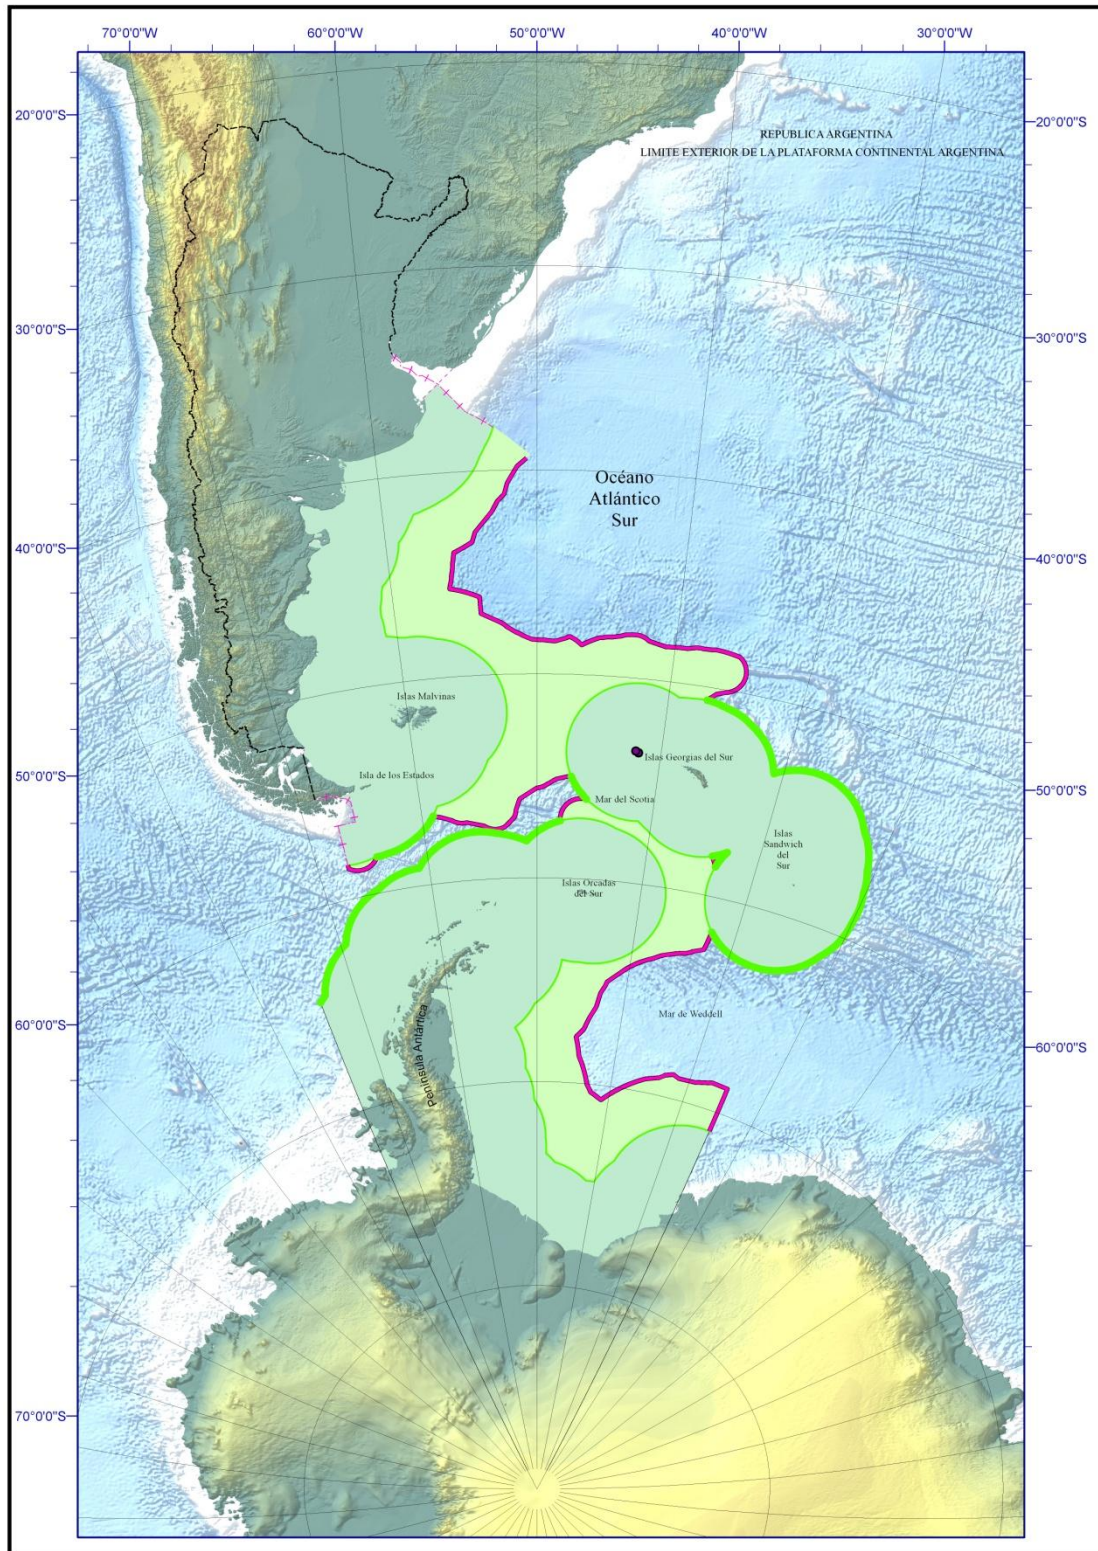 70°0'0"W 60°0'0"W 50°0'0"W 40°0'0"W 30°0'0"W
20°0'0"S
20°0'0"S
REPUBLICA ARGENTINA
LIMITE EXTERIOR DE LA PLATAFORMA CONTINENTAL ARGENTINA
30°0'0"S
30°0'0"S
Océano
Atlántico
Sur
40°0'0"S
40°0'0"S
Islas Malvinas
Islas Georgias del Sur
Isla de los Estados
50°0'0"S
50°0'0"S
Mar del Scotia
Islas
Sandwich
del
Sur
Islas Orcadas
del Sur
Mar de Weddell
60°0'0"S
60°0'0"S
Península Antártica
70°0'0"S
70°0'0"S